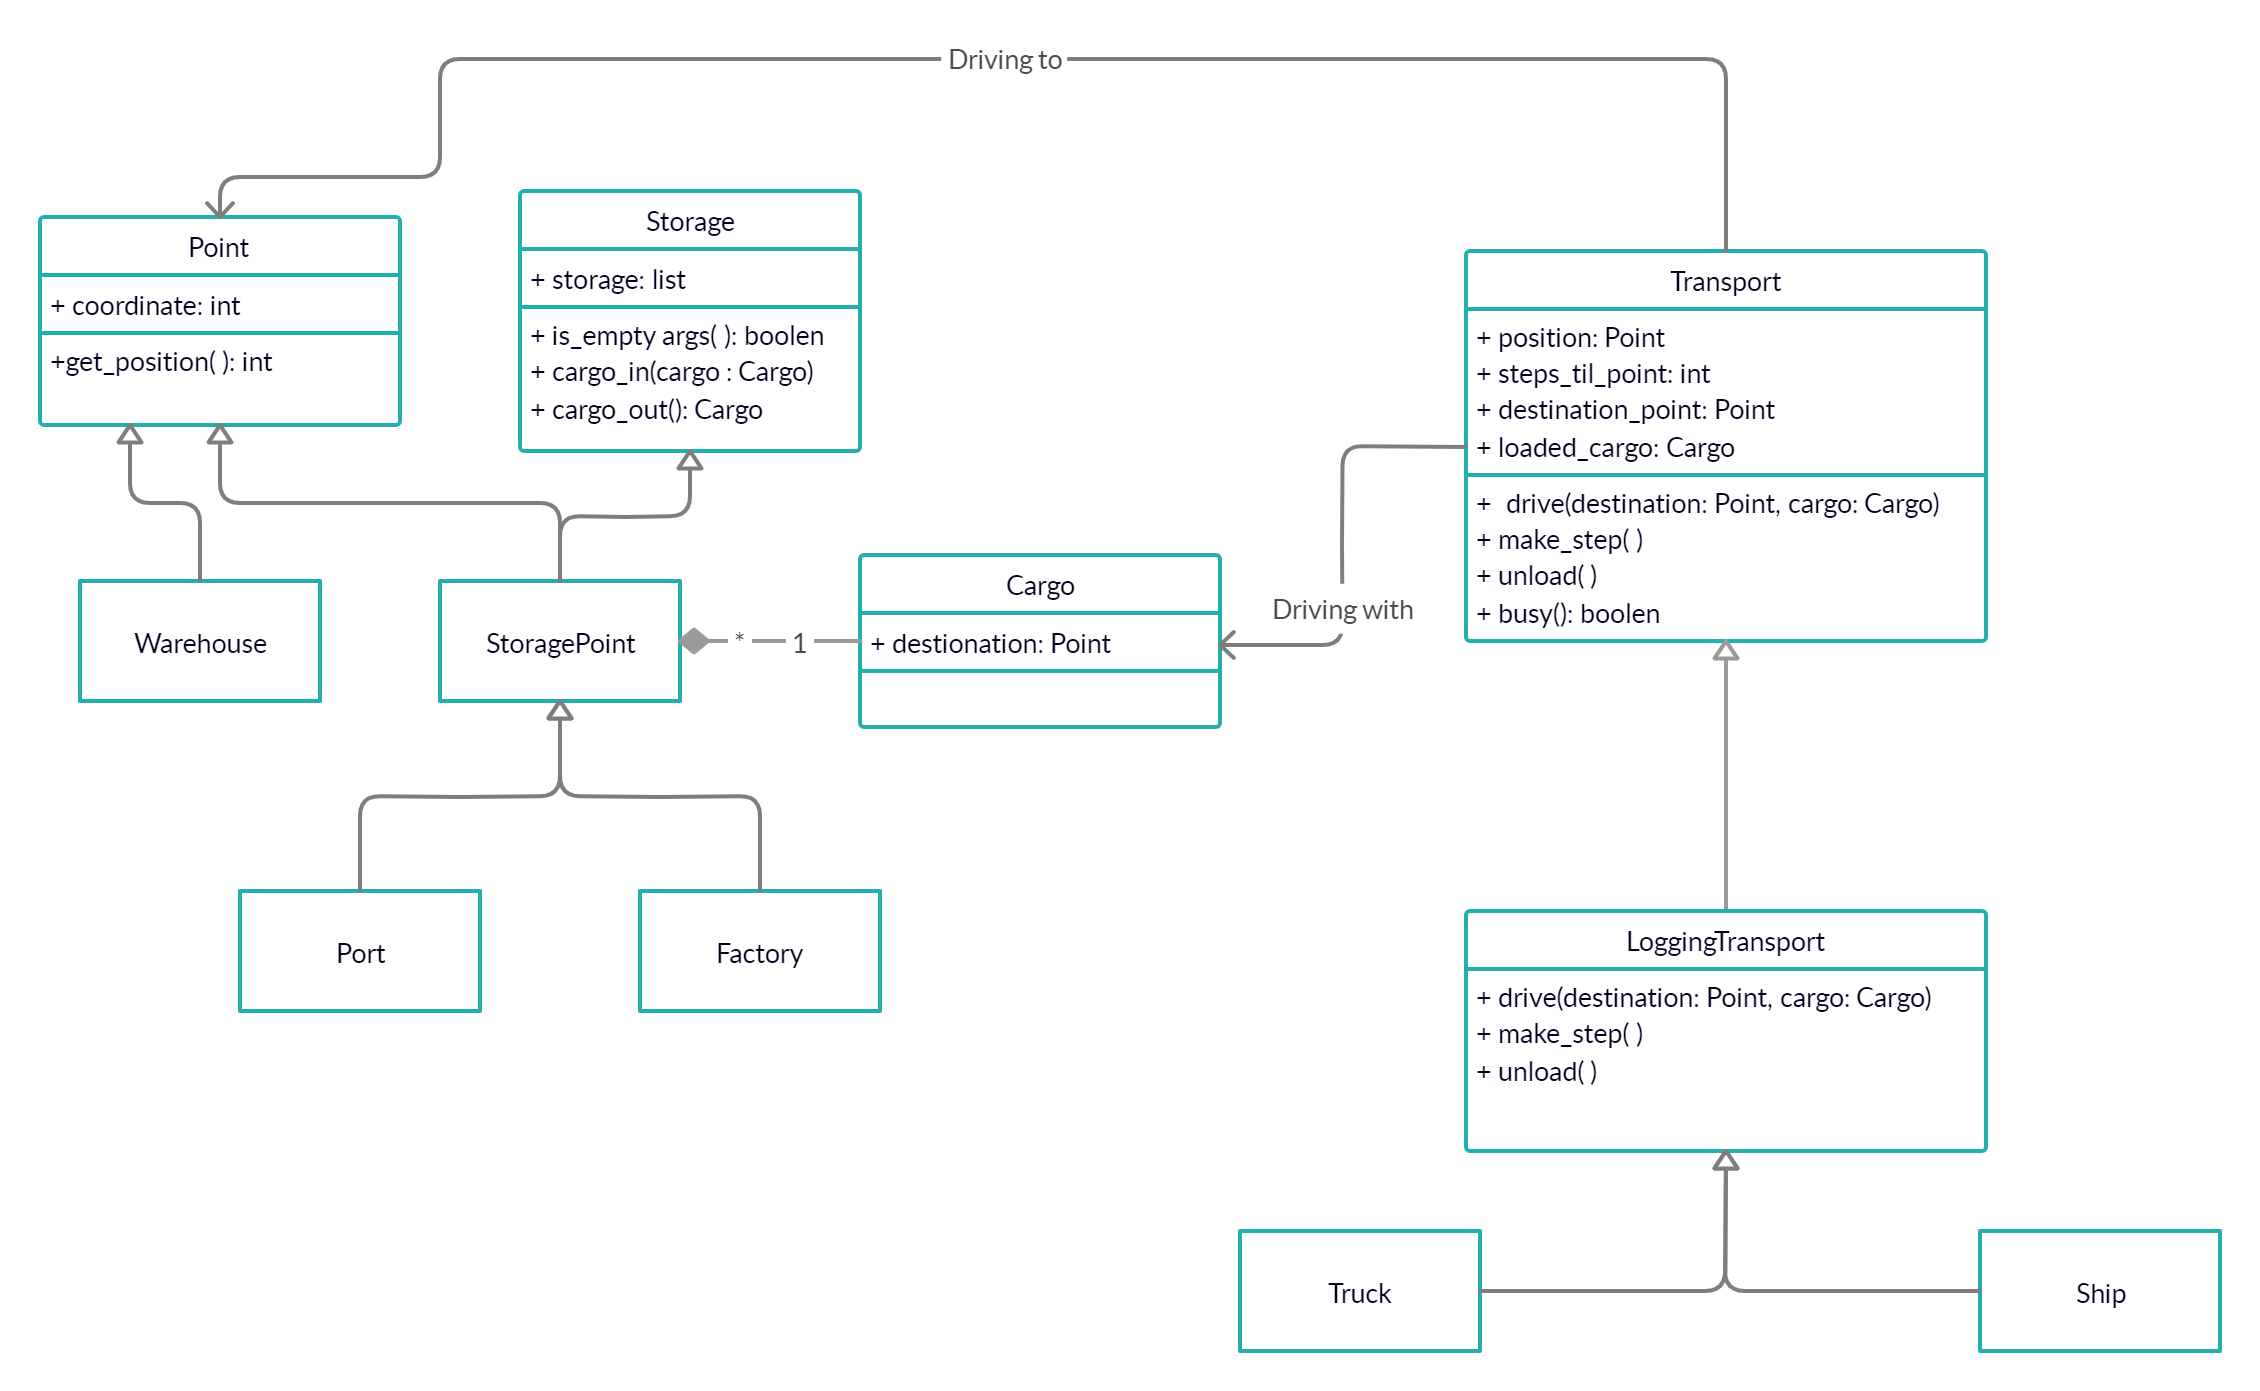 Driving to
Point
+ coordinate: int
+get_position( ): int
Storage
+ storage: list
+ is_empty args( ): boolen
+ cargo_in(cargo : Cargo)
+ cargo_out(): Cargo
Transport
+ position: Point
+ steps_til_point: int
+ destination_point: Point
+ loaded_cargo: Cargo
+ drive(destination: Point, cargo: Cargo)
+ make_step( )
+ unload( )
+ busy(): boolen
Warehouse
StoragePoint
* 1
Cargo
+ destionation: Point
Driving with
Port
Factory
LoggingTransport
+ drive(destination: Point, cargo: Cargo)
+ make_step( )
+ unload( )
Truck
Ship